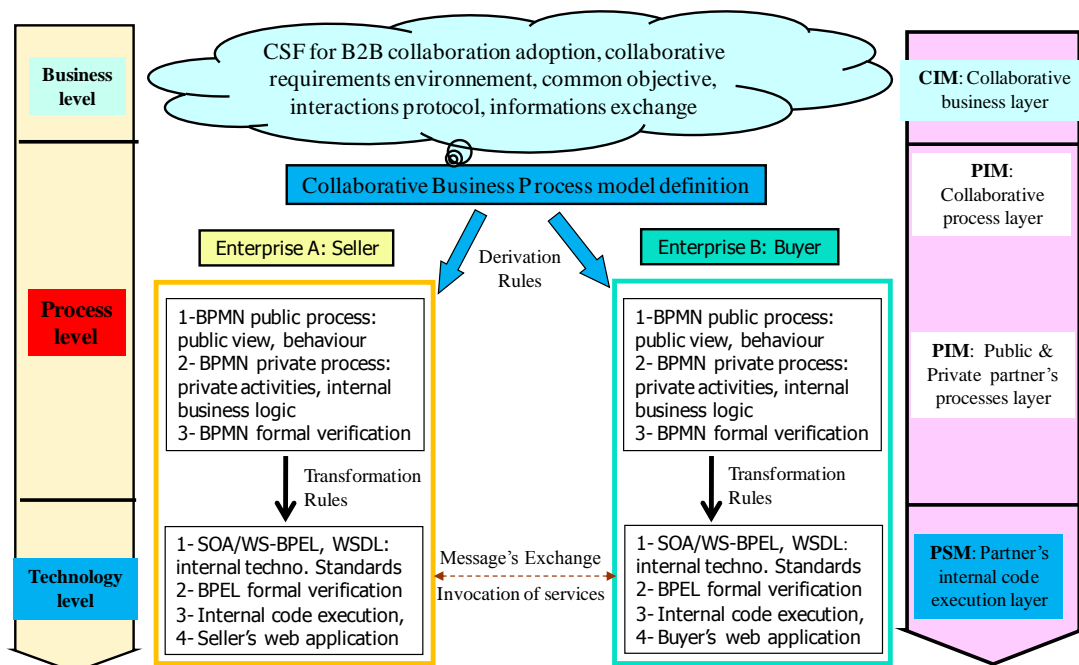 Business
level
Process
level
Technology
level
CSF for B2B collaboration adoption, collaborative
requirements environnement, common objective,
interactions protocol, informations exchange
Collaborative Business Process model definition
Enterprise A: Seller
Derivation
Rules
Enterprise B: Buyer
1-BPMN public process:
public view, behaviour
2- BPMN private process:
private activities, internal
business logic
3- BPMN formal verification
Transformation
Rules
1- SOA/WS-BPEL, WSDL:
internal techno. Standards
2- BPEL formal verification
3- Internal code execution,
4- Seller's web application
Message's Exchange
Invocation of services
1-BPMN public process:
public view, behaviour
2- BPMN private process:
private activities, internal
business logic
3- BPMN formal verification
Transformation
Rules
1- SOA/WS-BPEL, WSDL:
internal techno. Standards
2- BPEL formal verification
3- Internal code execution,
4- Buyer's web application
CIM: Collaborative
business layer
PIM:
Collaborative
process layer
PIM: Public &
Private partner's
processes layer
PSM: Partner's
internal code
execution layer